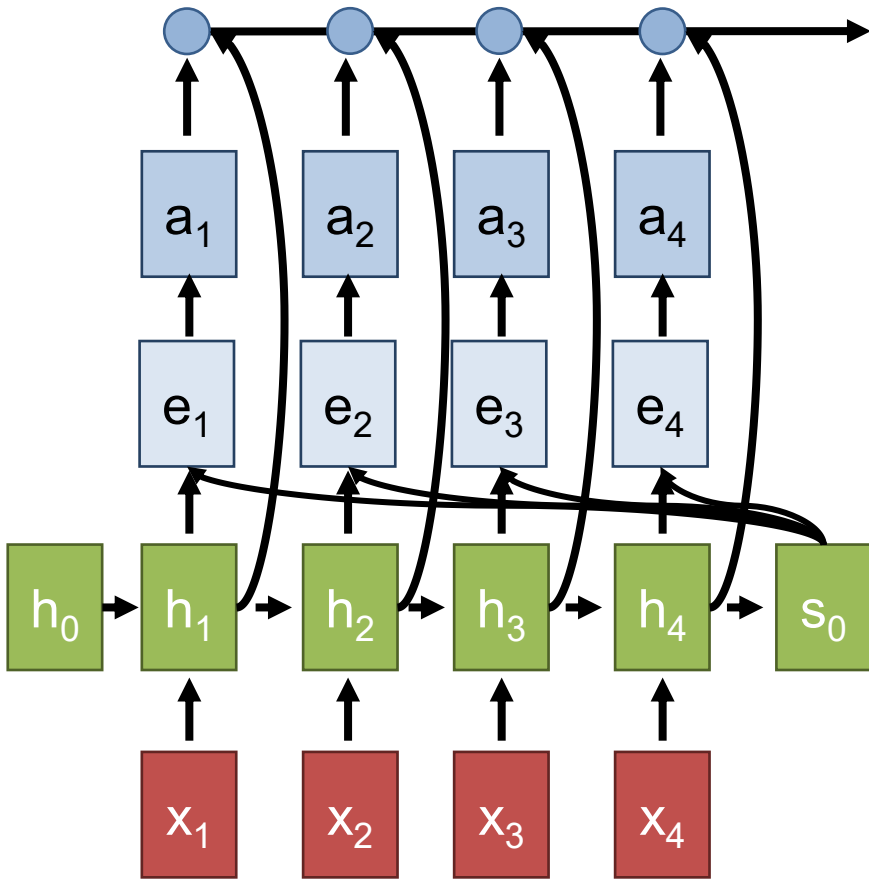 a₁ a₂ a₃ a₄
e₁ e₂ e₃ e₄
h₀ h₁ h₂ h₃ h₄ s₀
x₁ x₂ x₃ x₄